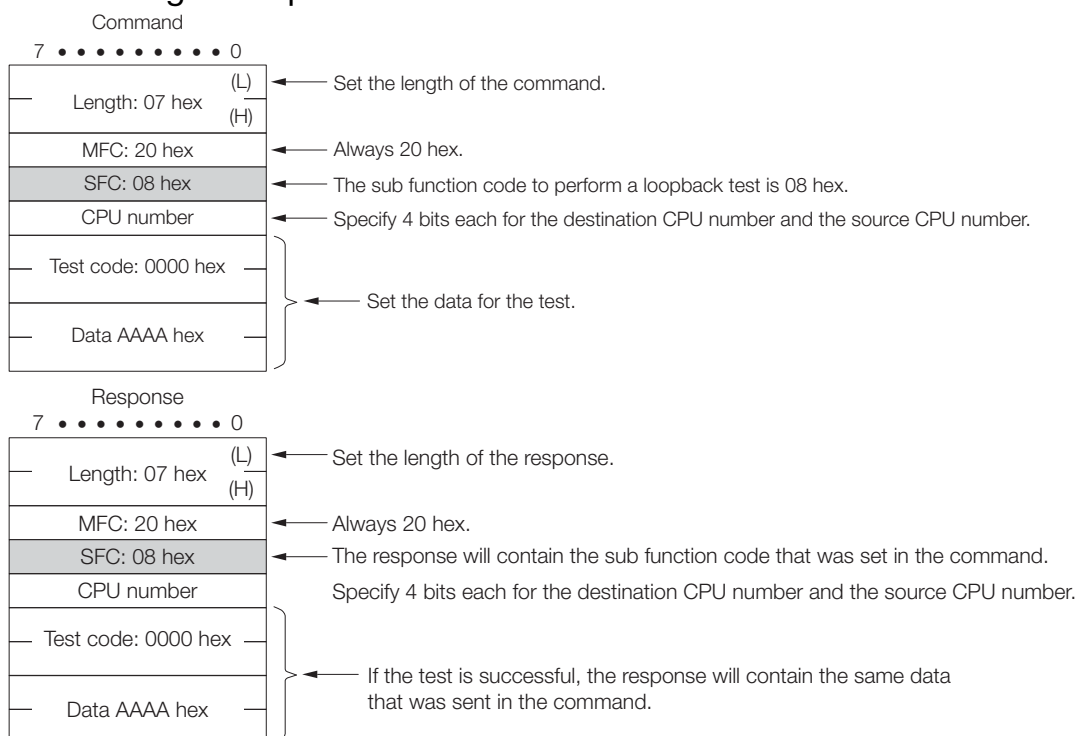 Command
7 • • • • • • • • • 0
Length: 07 hex (L) Set the length of the command.
(H)
MFC: 20 hex Always 20 hex.
SFC: 08 hex The sub function code to perform a loopback test is 08 hex.
CPU number Specify 4 bits each for the destination CPU number and the source CPU number.
Test code: 0000 hex
Set the data for the test.
Data AAAA hex
Response
7 • • • • • • • • • 0
Length: 07 hex (L) Set the length of the response.
(H)
MFC: 20 hex Always 20 hex.
SFC: 08 hex The response will contain the sub function code that was set in the command.
CPU number Specify 4 bits each for the destination CPU number and the source CPU number.
Test code: 0000 hex
If the test is successful, the response will contain the same data
that was sent in the command.
Data AAAA hex